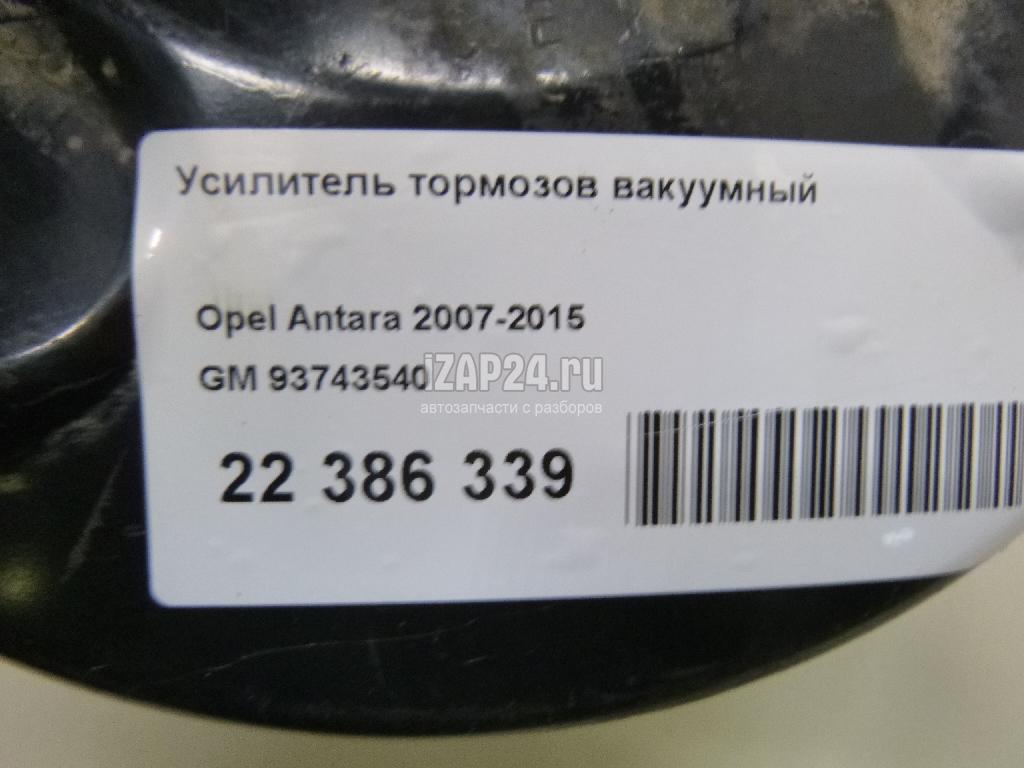 Усилитель тормозов вакуумный
Opel Antara 2007-2015
GM 93743540
iZAP24.ru
автозапчасти с разборов
22 386 339